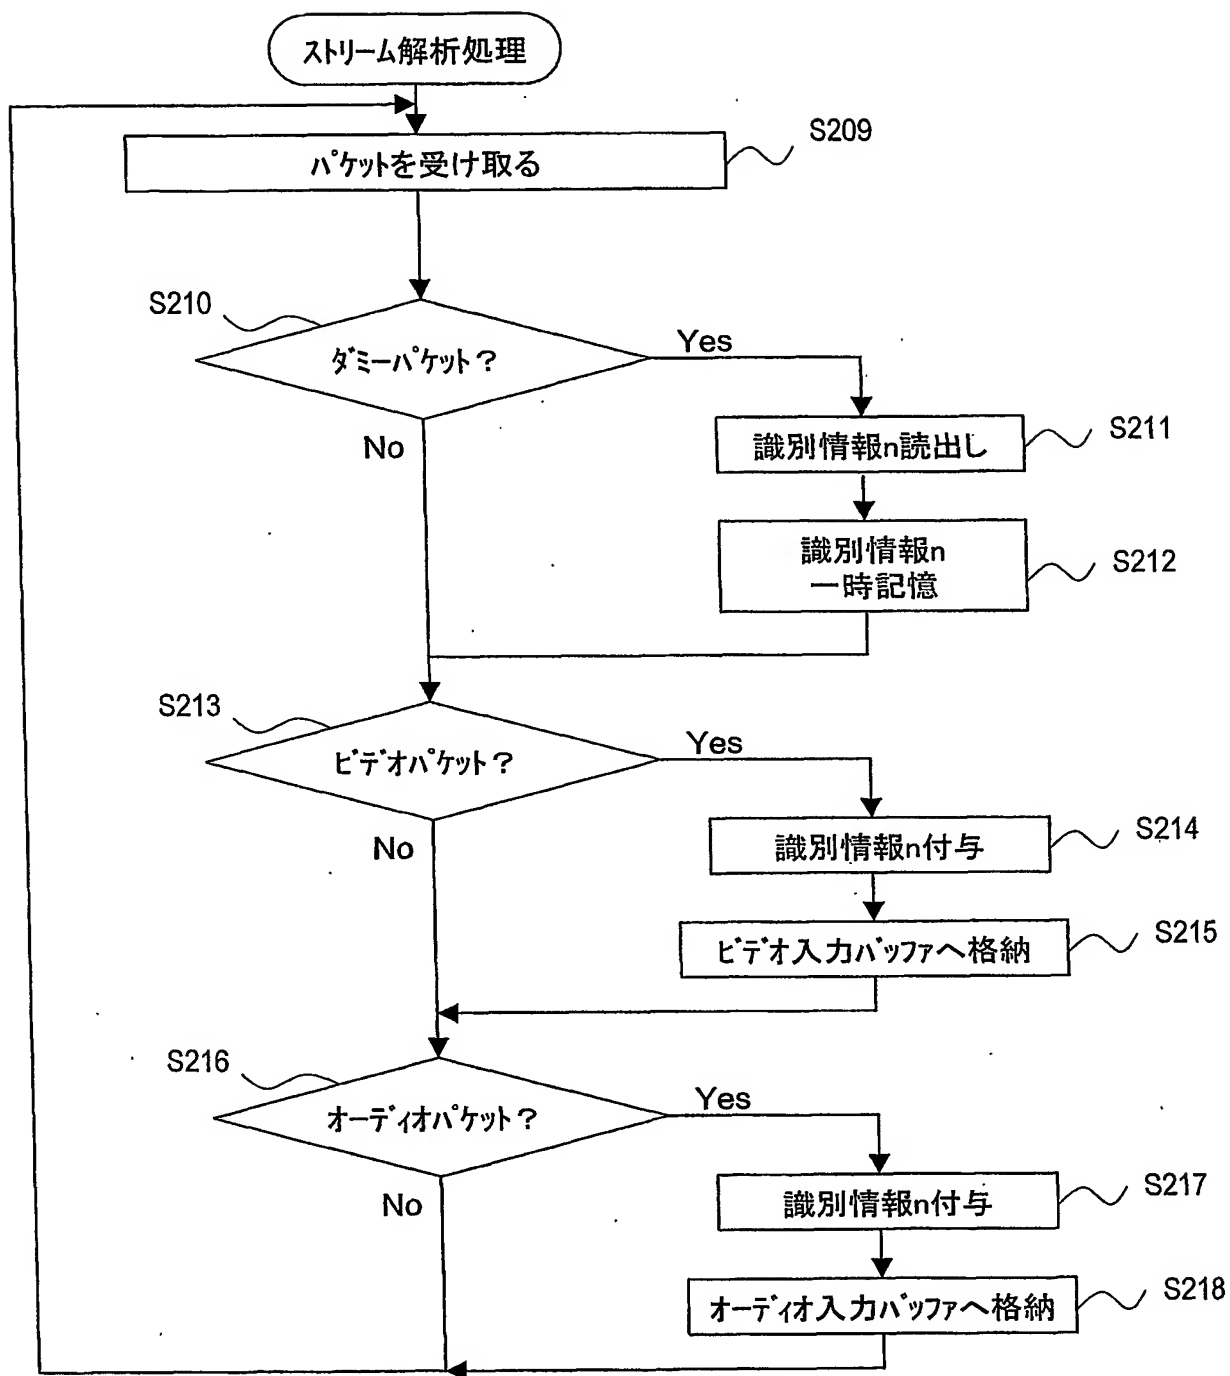 ストリーム解析処理
パケットを受け取る
S209
S210
ダミーパケット？
Yes
No
識別情報n読出し
S211
識別情報n
一時記憶
S212
S213
ビデオパケット？
Yes
No
識別情報n付与
S214
ビデオ入力バッファへ格納
S215
S216
オーディオパケット？
Yes
No
識別情報n付与
S217
オーディオ入力バッファへ格納
S218